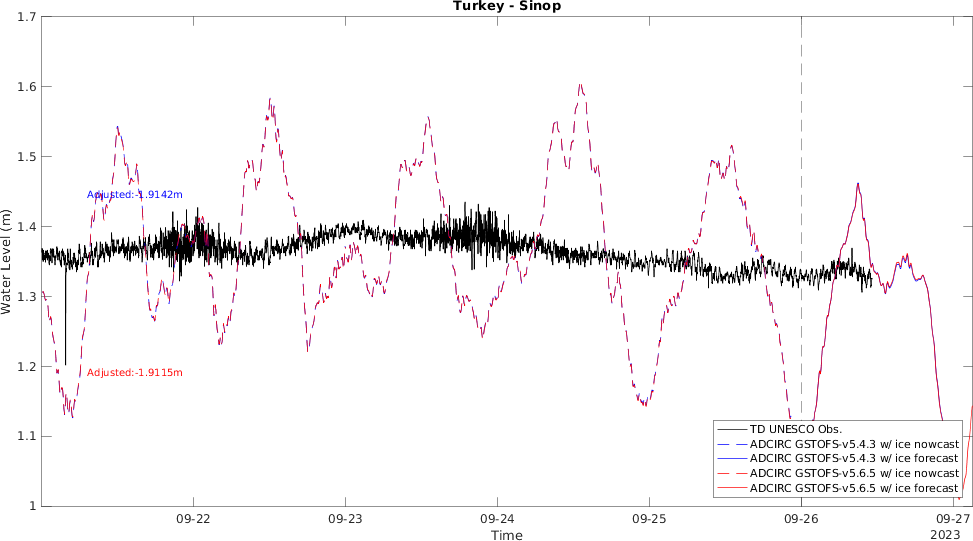 Turkey - Sinop
1.7
1.6
1.5
1.4
1.3
1.2
1.1
1
Water Level (m)
Adjusted:-1.9142m
Adjusted:-1.9115m
TD UNESCO Obs.
ADCIRC GSTOFS-v5.4.3 w/ ice nowcast
ADCIRC GSTOFS-v5.4.3 w/ ice forecast
ADCIRC GSTOFS-v5.6.5 w/ ice nowcast
ADCIRC GSTOFS-v5.6.5 w/ ice forecast
09-22
09-23
09-24
09-25
09-26
09-27
Time
2023